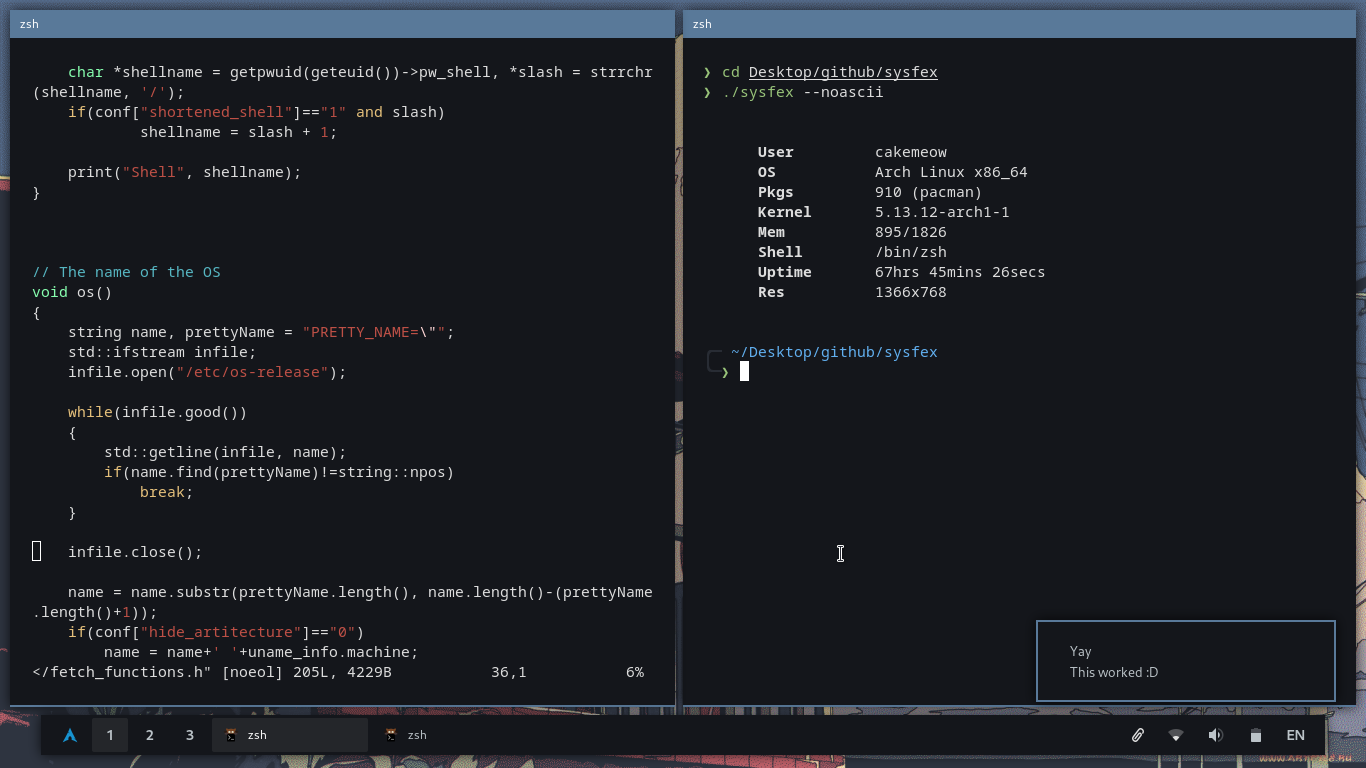 zsh
char *shellname = getpwuid(geteuid())->pw_shell, *slash = strrchr
(shellname, '/');
if(conf["shortened_shell"]=="1" and slash)
shellname = slash + 1;
print("Shell", shellname);
}
// The name of the OS
void os()
{
string name, prettyName = "PRETTY_NAME=\"";
std::ifstream infile;
infile.open("/etc/os-release");
while(infile.good())
{
std::getline(infile, name);
if(name.find(prettyName)!=string::npos)
break;
}
infile.close();
name = name.substr(prettyName.length(), name.length()-(prettyName
.length()+1));
if(conf["hide_artitecture"]=="0")
name = name+' '+uname_info.machine;
</fetch_functions.h" [noeol] 205L, 4229B 36,1 6%
zsh
❯ cd Desktop/github/sysfex
❯ ./sysfex --noascii
User cakemeow
OS Arch Linux x86_64
Pkgs 910 (pacman)
Kernel 5.13.12-arch1-1
Mem 895/1826
Shell /bin/zsh
Uptime 67hrs 45mins 26secs
Res 1366x768
~/Desktop/github/sysfex
❯
Yay
This worked :D
1 2 3 zsh zsh EN